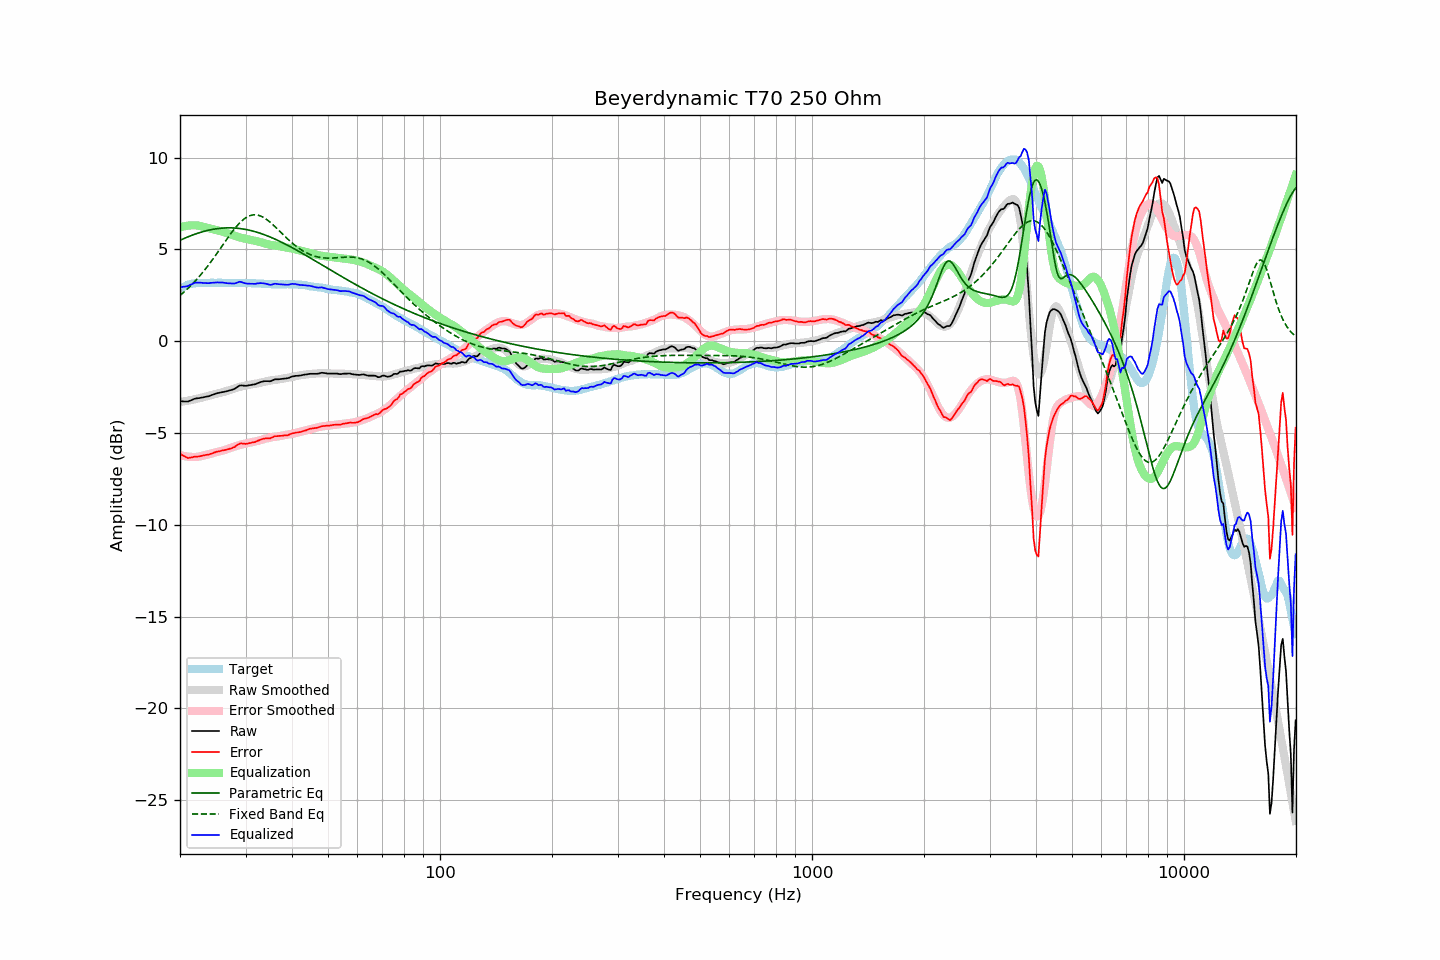 Beyerdynamic T70 250 Ohm
10
5
0
−5
−10
−15
−20
−25
Amplitude (dBr)
Target
Raw Smoothed
Error Smoothed
Raw
Error
Equalization
Parametric Eq
Fixed Band Eq
Equalized
100
1000
10000
Frequency (Hz)